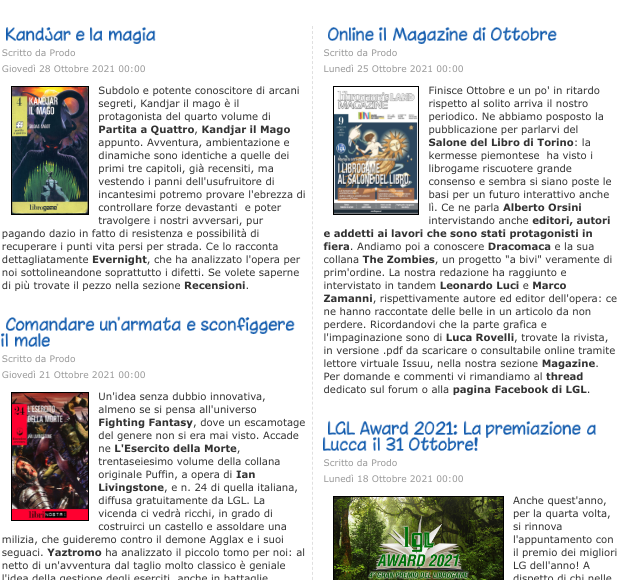 Kandjar e la magia
Scritto da Prodo
Giovedì 28 Ottobre 2021 00:00
4
KANDJAR
IL MAGO
librogame
Subdolo e potente conoscitore di arcani
segreti, Kandjar il mago è il
protagonista del quarto volume di
Partita a Quattro, Kandjar il Mago
appunto. Avventura, ambientazione e
dinamiche sono identiche a quelle dei
primi tre capitoli, già recensiti, ma
vestendo i panni dell'usufruitore di
incantesimi potremo provare l'ebrezza di
controllare forze devastanti e poter
travolgere i nostri avversari, pur
pagando dazio in fatto di resistenza e possibilità di
recuperare i punti vita persi per strada. Ce lo racconta
dettagliatamente Evernight, che ha analizzato l'opera per
noi sottolineandone soprattutto i difetti. Se volete saperne
di più trovate il pezzo nella sezione Recensioni.
Comandare un'armata e sconfiggere
il male
Scritto da Prodo
Giovedì 21 Ottobre 2021 00:00
24
L'ESERCITO
DELLA MORTE
Un'idea senza dubbio innovativa,
almeno se si pensa all'universo
Fighting Fantasy, dove un escamotage
del genere non si era mai visto. Accade
ne L'Esercito della Morte,
trentaseiesimo volume della collana
originale Puffin, a opera di Ian
Livingstone, e n. 24 di quella italiana,
diffusa gratuitamente da LGL. La
vicenda ci vedrà ricchi, in grado di
costruirci un castello e assoldare una
milizia, che guideremo contro il demone Agglax e i suoi
seguaci. Yaztromo ha analizzato il piccolo tomo per noi: al
netto di un'avventura dal taglio molto classico è geniale
l'idea della gestione degli eserciti, anche in battaglie
Online il Magazine di Ottobre
Scritto da Prodo
Lunedì 25 Ottobre 2021 00:00
MAGAZINE
9
I LIBROGAME
AL SALONE DEL LIBRO
Finisce Ottobre e un po' in ritardo
rispetto al solito arriva il nostro
periodico. Ne abbiamo posposto la
pubblicazione per parlarvi del
Salone del Libro di Torino: la
kermesse piemontese ha visto i
librogame riscuotere grande
consenso e sembra si siano poste le
basi per un futuro interattivo anche
lì. Ce ne parla Alberto Orsini
intervistando anche editori, autori
e addetti ai lavori che sono stati protagonisti in
fiera. Andiamo poi a conoscere Dracomaca e la sua
collana The Zombies, un progetto "a bivi" veramente di
prim'ordine. La nostra redazione ha raggiunto e
intervistato in tandem Leonardo Luci e Marco
Zamanni, rispettivamente autore ed editor dell'opera: ce
ne hanno raccontate delle belle in un articolo da non
perdere. Ricordandovi che la parte grafica e
l'impaginazione sono di Luca Rovelli, trovate la rivista,
in versione .pdf da scaricare o consultabile online tramite
lettore virtuale Issuu, nella nostra sezione Magazine.
Per domande e commenti vi rimandiamo al thread
dedicato sul forum o alla pagina Facebook di LGL.
LGL Award 2021: La premiazione a
Lucca il 31 Ottobre!
Scritto da Prodo
Lunedì 18 Ottobre 2021 00:00
lgl
AWARD 2021
Anche quest'anno,
per la quarta volta,
si rinnova
l'appuntamento con
il premio dei migliori
LG dell'anno! A
dispetto di chi nelle